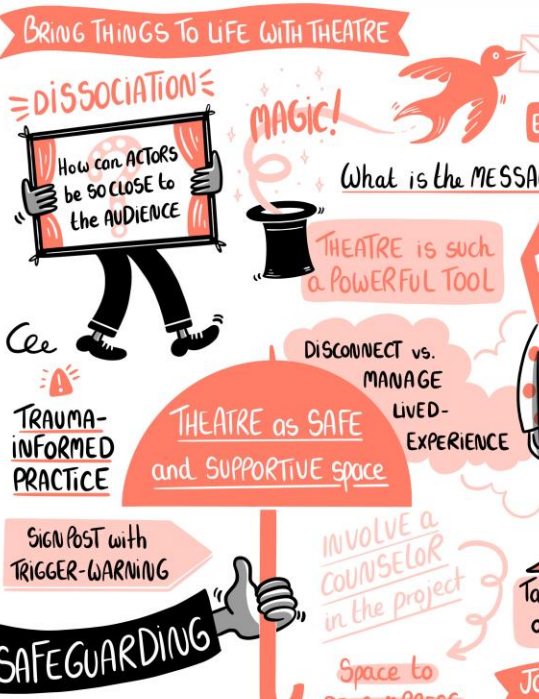 BRING THINGS TO LIFE WITH THEATRE
DISSOCIATION
How can ACTORS
be SO CLOSE to
the AUDIENCE
MAGIC!
What is the
THEATRE is such
a POWERFUL TOOL
DISCONNECT vs.
MANAGE
LIVED-
EXPERIENCE
TRAUMA-
INFORMED
PRACTICE
THEATRE as SAFE
and SUPPORTIVE space
SIGNPOST with
TRIGGER-WARNING
SAFEGUARDING
INVOLVE a
COUNSELOR
in the project
Space to